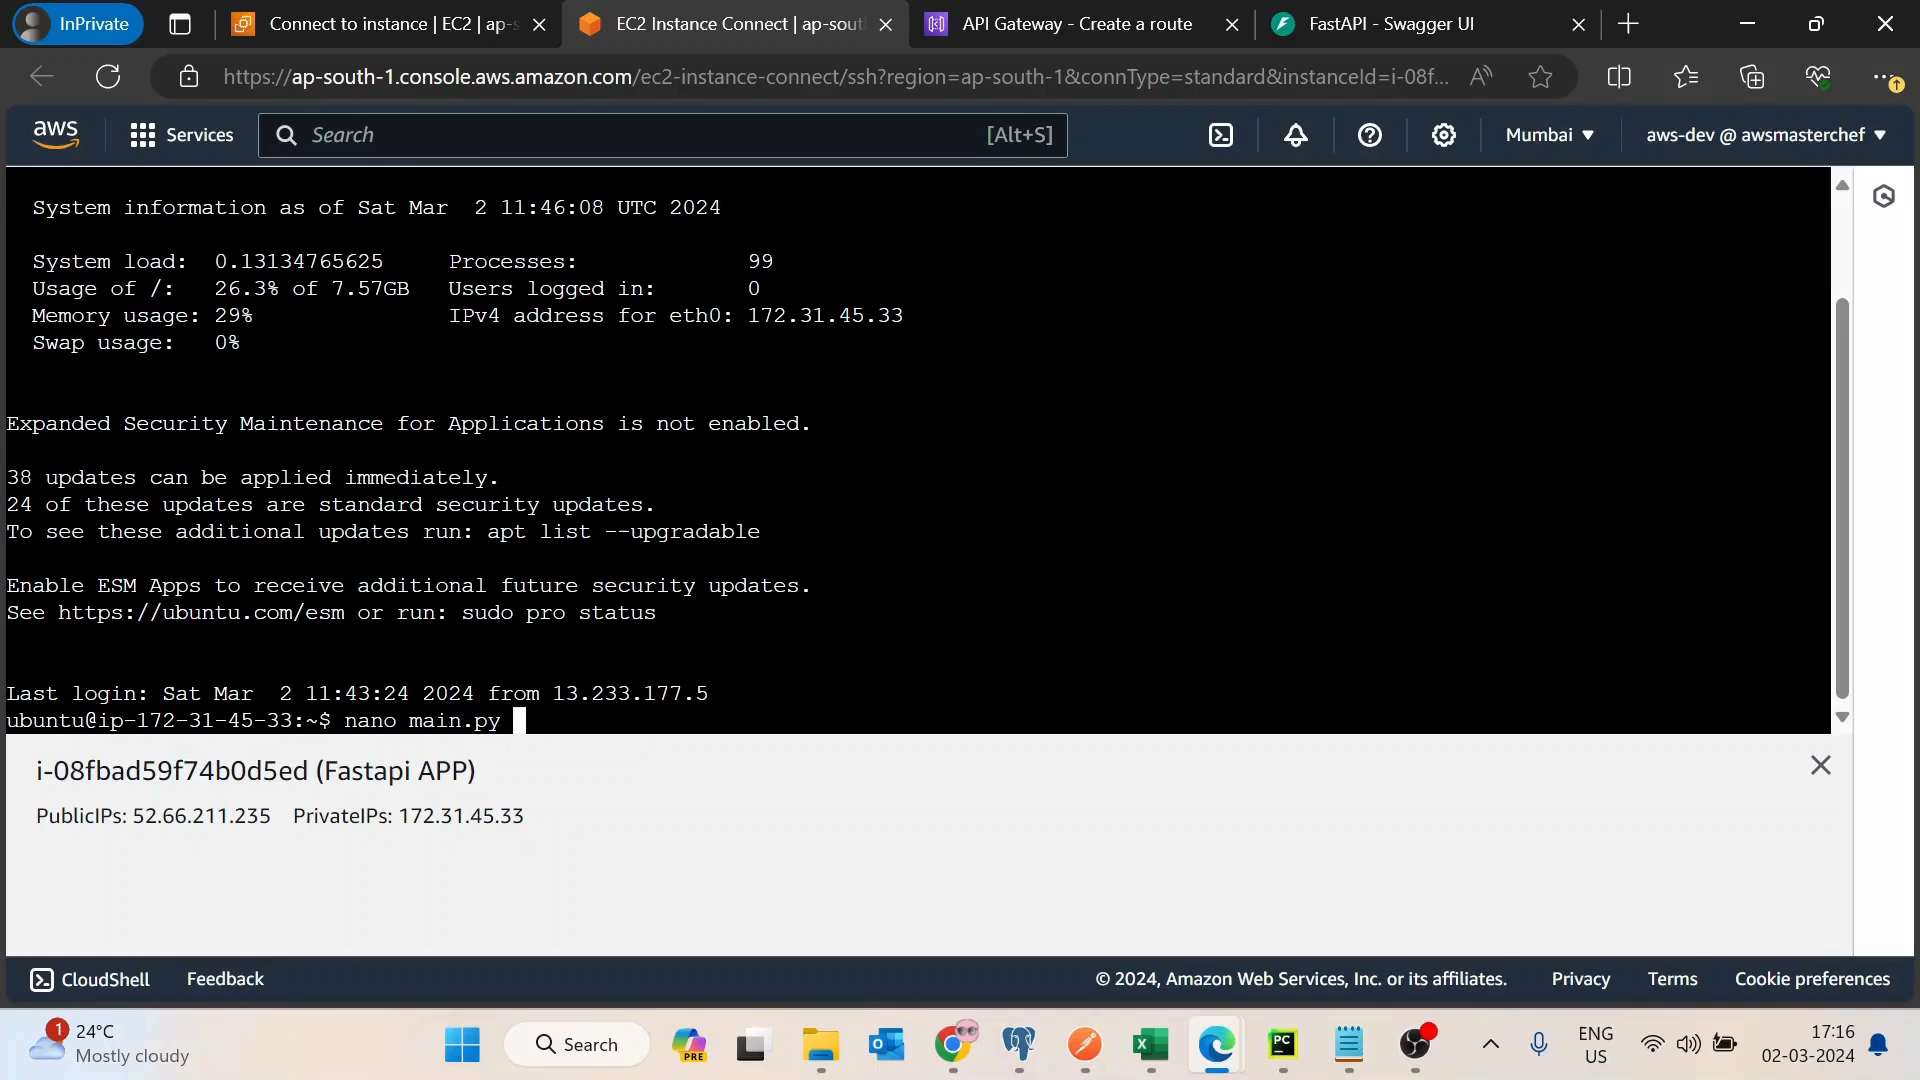 InPrivate
Connect to instance | EC2 | ap-s
EC2 Instance Connect | ap-sout
API Gateway - Create a route
FastAPI - Swagger UI
https://ap-south-1.console.aws.amazon.com/ec2-instance-connect/ssh?region=ap-south-1&connType=standard&instanceId=i-08f...
aws
Services
Search
[Alt+S]
Mumbai
aws-dev @ awsmasterchef
System information as of Sat Mar  2 11:46:08 UTC 2024
System load:  0.13134765625     Processes:             99
Usage of /:   26.3% of 7.57GB   Users logged in:       0
Memory usage: 29%               IPv4 address for eth0: 172.31.45.33
Swap usage:   0%
Expanded Security Maintenance for Applications is not enabled.
38 updates can be applied immediately.
24 of these updates are standard security updates.
To see these additional updates run: apt list --upgradable
Enable ESM Apps to receive additional future security updates.
See https://ubuntu.com/esm or run: sudo pro status
Last login: Sat Mar  2 11:43:24 2024 from 13.233.177.5
ubuntu@ip-172-31-45-33:~$ nano main.py
i-08fbad59f74b0d5ed (Fastapi APP)
PublicIPs: 52.66.211.235 PrivateIPs: 172.31.45.33
CloudShell
Feedback
© 2024, Amazon Web Services, Inc. or its affiliates.
Privacy
Terms
Cookie preferences
1
24°C
Mostly cloudy
Search
PRE
PC
ENG
US
17:16
02-03-2024